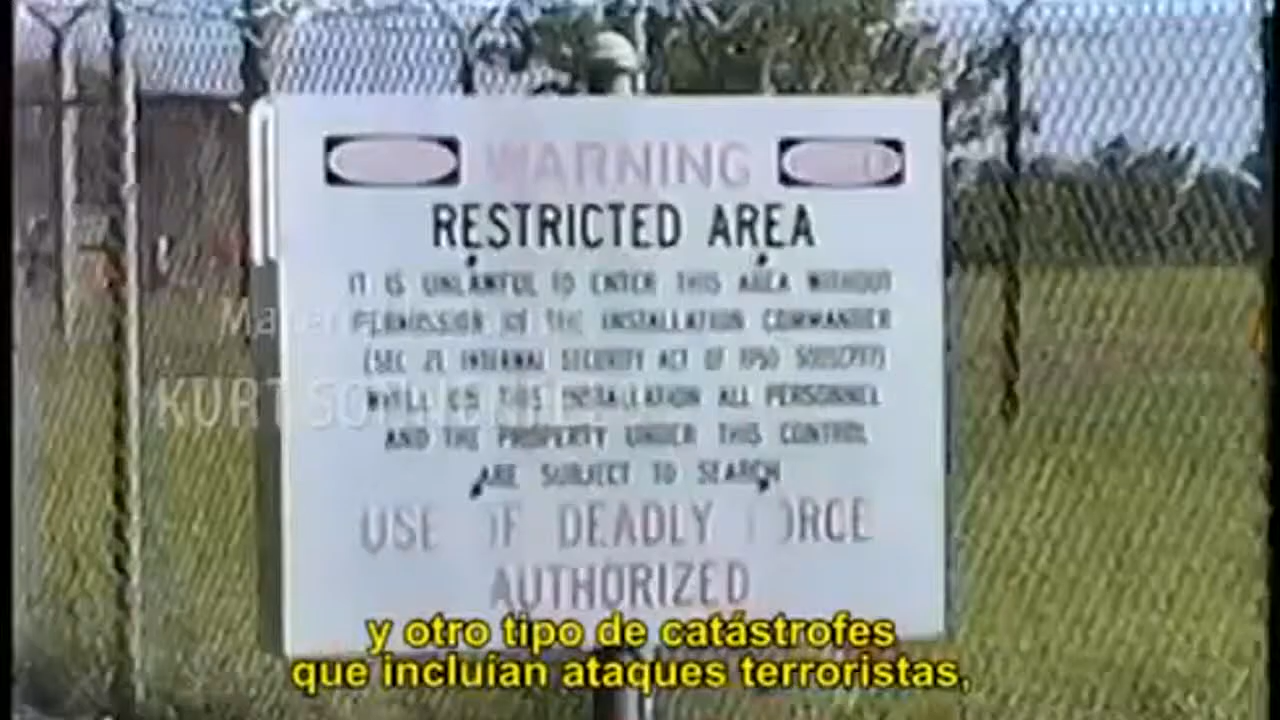 WARNING
RESTRICTED AREA
IT IS UNLAWFUL TO ENTER THIS AREA WITHOUT
PERMISSION OF THE INSTALLATION COMMANDER
(SEC 21, INTERNAL SECURITY ACT OF 1950
WHILE ON THIS INSTALLATION ALL PERSONNEL
KURT
AND THE PROPERTY UNDER THIS CONTROL
ARE SUBJECT TO SEARCH
USE OF DEADLY FORCE
AUTHORIZED
y otro tipo de catástrofes
que incluían ataques terroristas,